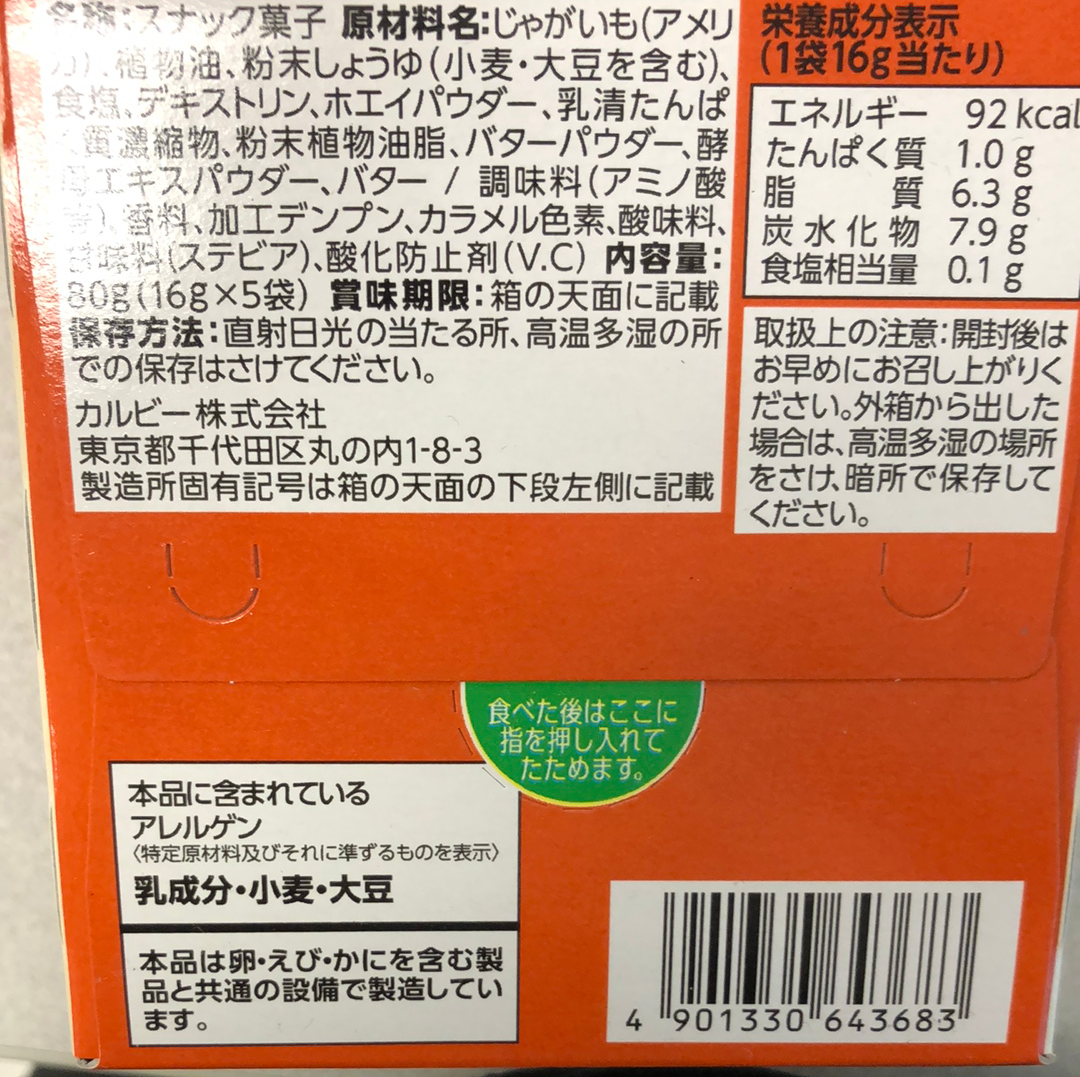 名称:スナック菓子 原材料名:じゃがいも(アメリ
カ)、植物油、粉末しょうゆ(小麦・大豆を含む)、
食塩、デキストリン、ホエイパウダー、乳清たんぱ
く質濃縮物、粉末植物油脂、バターパウダー、酵
母エキスパウダー、バター / 調味料(アミノ酸
等)、香料、加工デンプン、カラメル色素、酸味料、
甘味料(ステビア)、酸化防止剤(V.C) 内容量:
80g(16g×5袋) 賞味期限:箱の天面に記載
保存方法:直射日光の当たる所、高温多湿の所
での保存はさけてください。
カルビー株式会社
東京都千代田区丸の内1-8-3
製造所固有記号は箱の天面の下段左側に記載
栄養成分表示
(1袋16g当たり)
エネルギー 92kcal
たんぱく質 1.0g
脂質 6.3g
炭水化物 7.9g
食塩相当量 0.1g
取扱上の注意:開封後は
お早めにお召し上がりく
ださい。外箱から出した
場合は、高温多湿の場所
をさけ、暗所で保存して
ください。
食べた後はここに
指を押し入れて
たためます。
本品に含まれている
アレルゲン
〈特定原材料及びそれに準ずるものを表示〉
乳成分・小麦・大豆
本品は卵・えび・かにを含む製
品と共通の設備で製造してい
ます。
4 901330 643683